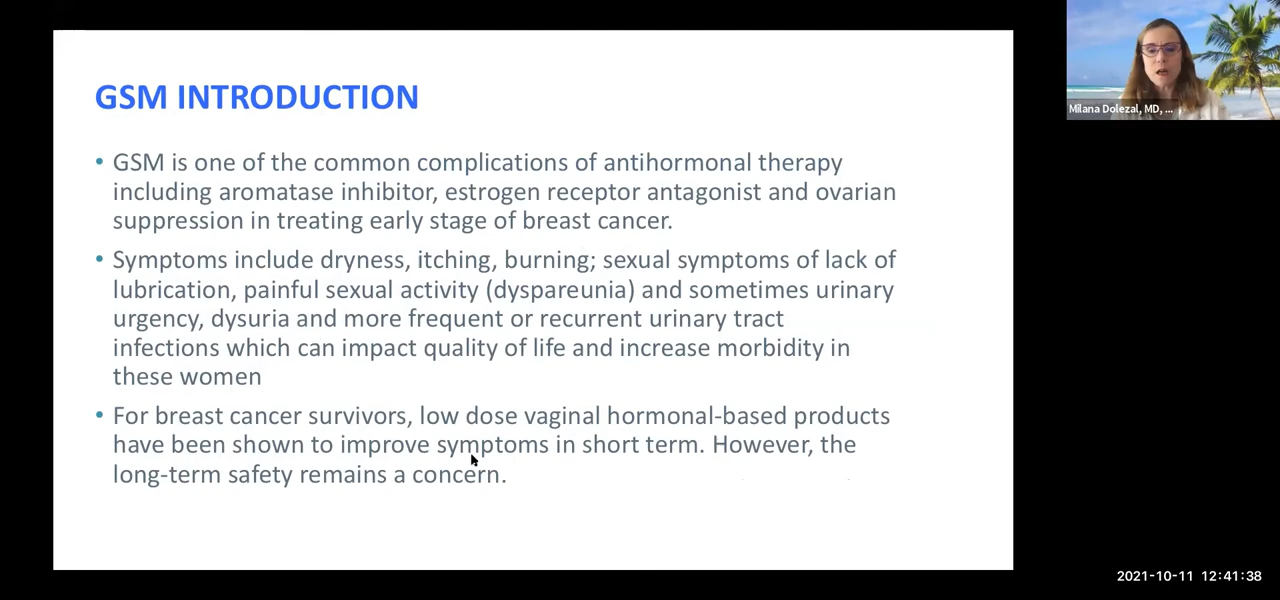 GSM INTRODUCTION
• GSM is one of the common complications of antihormonal therapy
including aromatase inhibitor, estrogen receptor antagonist and ovarian
suppression in treating early stage of breast cancer.
• Symptoms include dryness, itching, burning; sexual symptoms of lack of
lubrication, painful sexual activity (dyspareunia) and sometimes urinary
urgency, dysuria and more frequent or recurrent urinary tract
infections which can impact quality of life and increase morbidity in
these women
• For breast cancer survivors, low dose vaginal hormonal-based products
have been shown to improve symptoms in short term. However, the
long-term safety remains a concern.
Milana Dolezal, MD, ...
2021-10-11 12:41:38